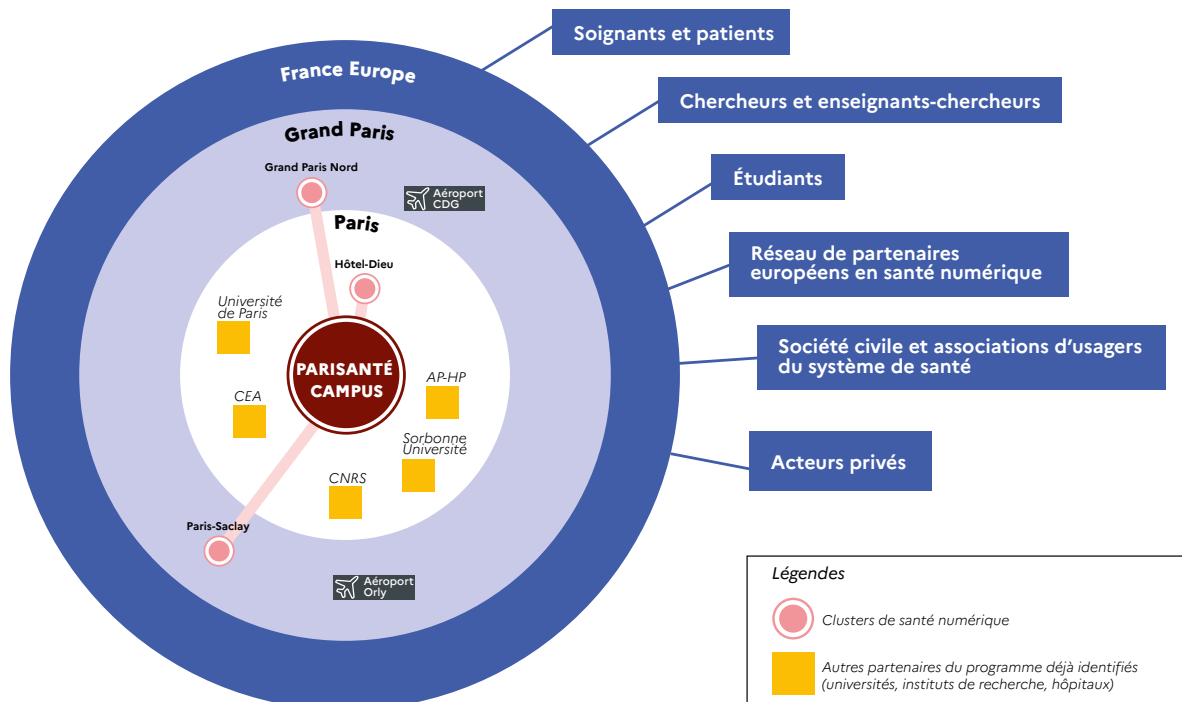 Soignants et patients
France Europe
Chercheurs et enseignants-chercheurs
Grand Paris
Grand Paris Nord
Étudiants
Aéroport
CDG
Paris
Hôtel-Dieu
Réseau de partenaires
européens en santé numérique
Université
de Paris
Société civile et associations d'usagers
du système de santé
PARISANTÉ
CAMPUS
AP-HP
CEA
Sorbonne
Université
Acteurs privés
CNRS
Paris-Saclay
Aéroport
Orly
Légendes
Clusters de santé numérique
Autres partenaires du programme déjà identifiés
(universités, instituts de recherche, hôpitaux)